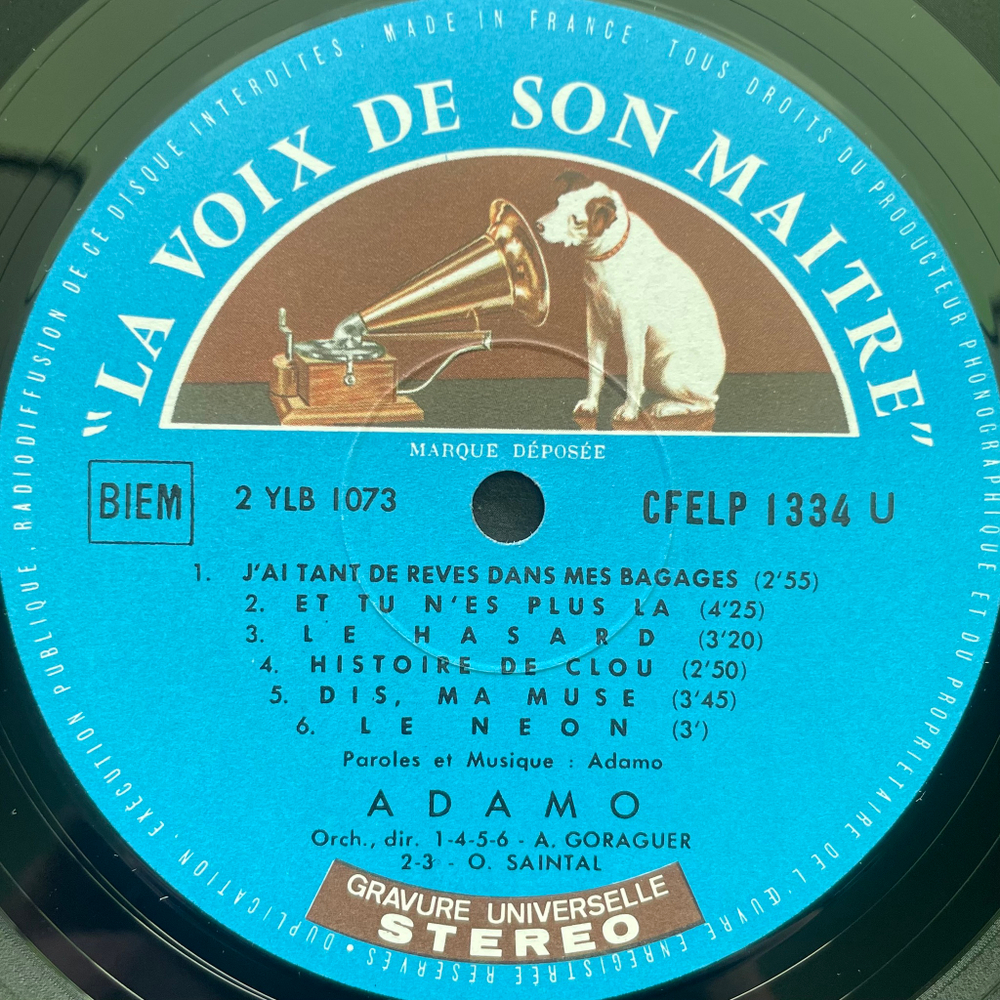 MADE IN FRANCE . TOUS DROITS DU PRODUCTEUR PHONOGRAPHIQUE ET DU PROPRIÉTAIRE DE L'ŒUVRE ENREGISTRÉE RÉSERVÉS • DUPLICATION . EXÉCUTION PUBLIQUE, RADIODIFFUSION DE CE DISQUE INTERDITES .
"LA VOIX DE SON MAITRE"
MARQUE DÉPOSÉE
BIEM 2 YLB 1073 CFELP 1334 U
1. J'AI TANT DE REVES DANS MES BAGAGES (2'55)
2. ET TU N'ES PLUS LA (4'25)
3. LE HASARD (3'20)
4. HISTOIRE DE CLOU (2'50)
5. DIS, MA MUSE (3'45)
6. LE NEON (3')
Paroles et Musique : Adamo
ADAMO
Orch., dir. 1-4-5-6 - A. GORAGUER
2-3 - O. SAINTAL
GRAVURE UNIVERSELLE
STEREO